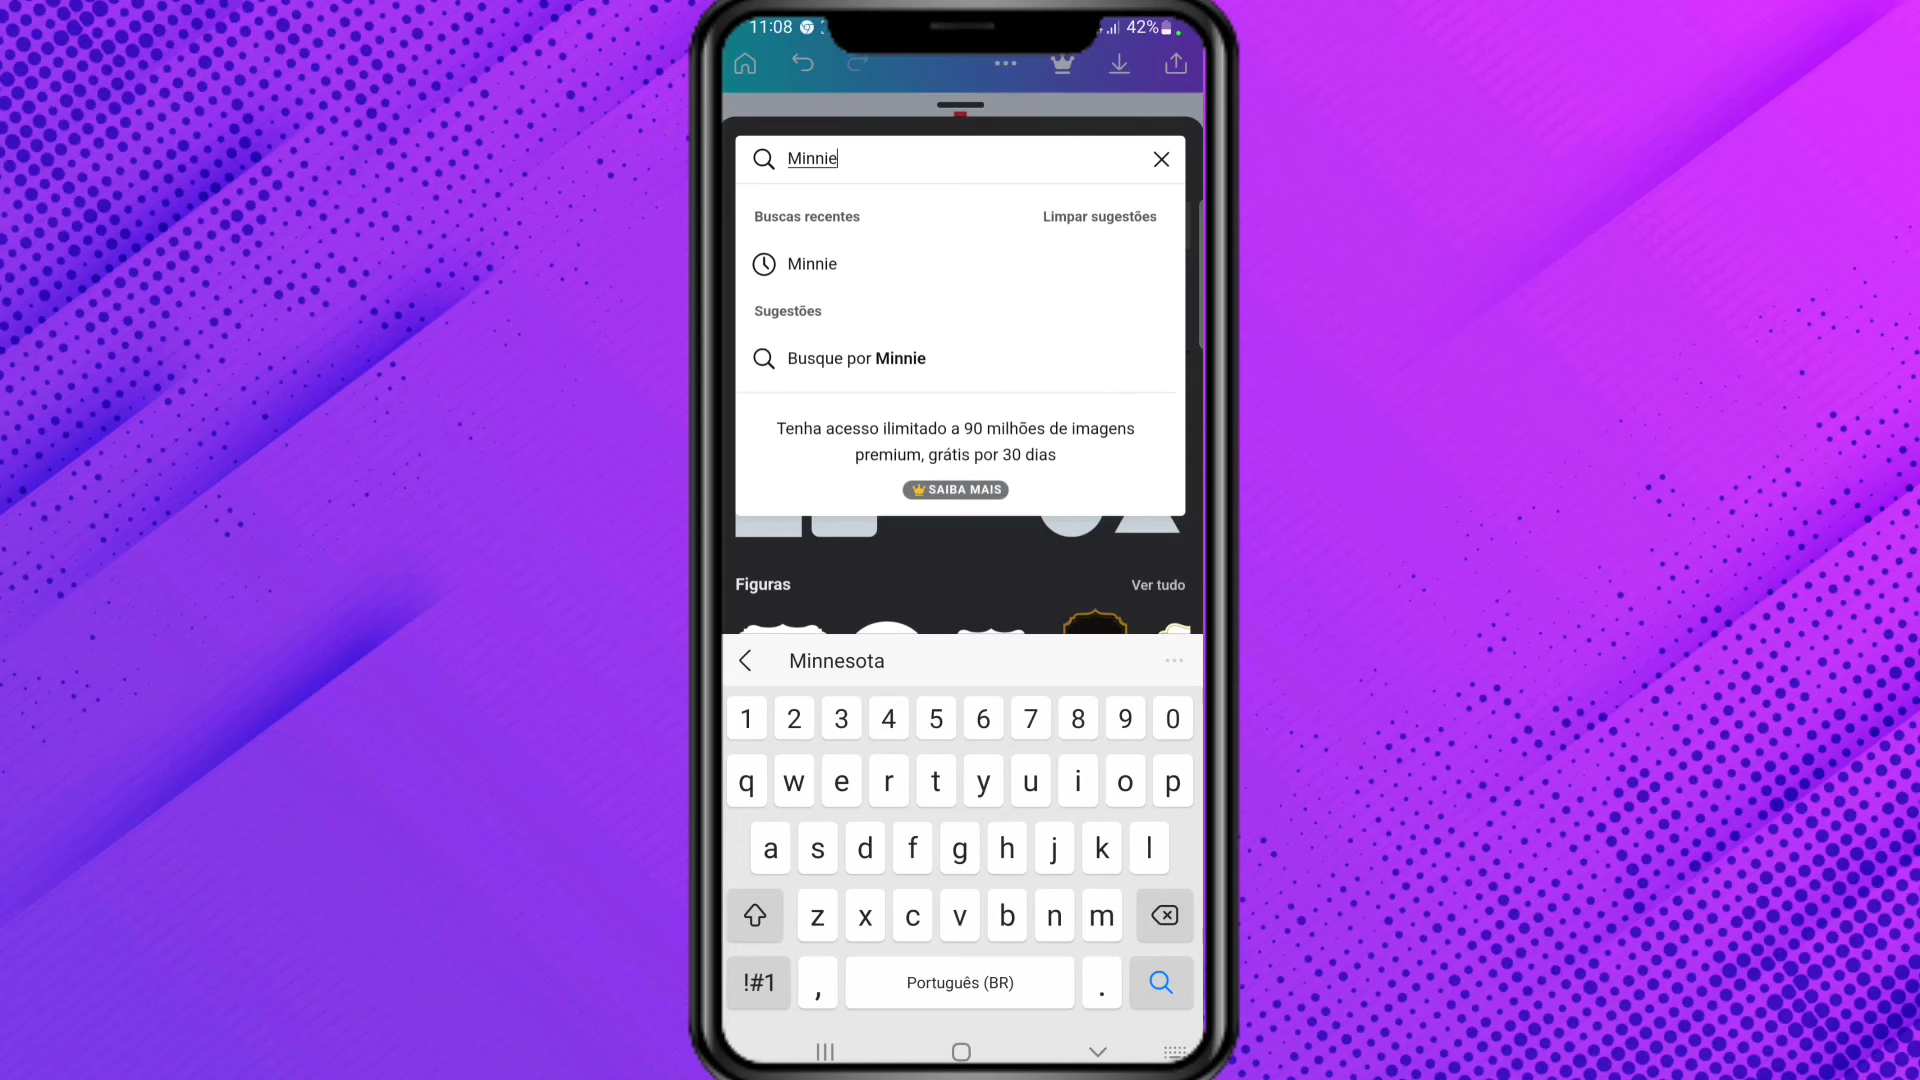 11:08
42%
Minnie
Buscas recentes Limpar sugestões
Minnie
Sugestões
Busque por Minnie
Tenha acesso ilimitado a 90 milhões de imagens
premium, grátis por 30 dias
SAIBA MAIS
Figuras Ver tudo
Minnesota
1 2 3 4 5 6 7 8 9 0
q w e r t y u i o p
a s d f g h j k l
z x c v b n m
!#1 , Português (BR) .